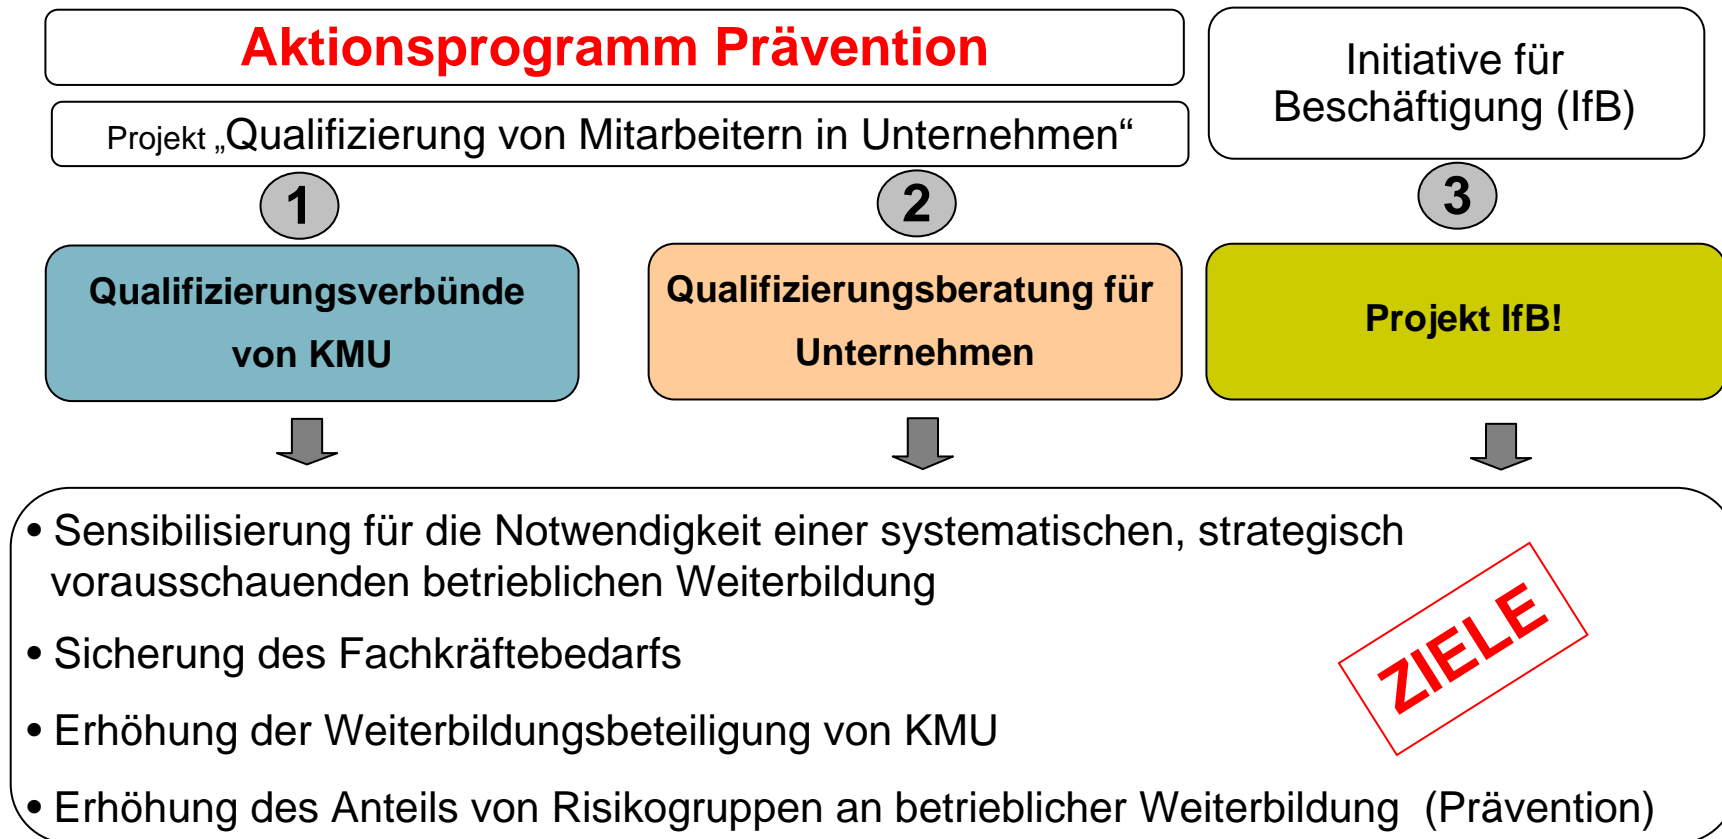 Aktionsprogramm Prävention
Projekt „Qualifizierung von Mitarbeitern in Unternehmen“
Initiative für
Beschäftigung (IfB)
1
2
3
Qualifizierungsverbünde
von KMU
Qualifizierungsberatung für
Unternehmen
Projekt IfB!
• Sensibilisierung für die Notwendigkeit einer systematischen, strategisch
vorausschauenden betrieblichen Weiterbildung
• Sicherung des Fachkräftebedarfs
• Erhöhung der Weiterbildungsbeteiligung von KMU
• Erhöhung des Anteils von Risikogruppen an betrieblicher Weiterbildung (Prävention)
ZIELE